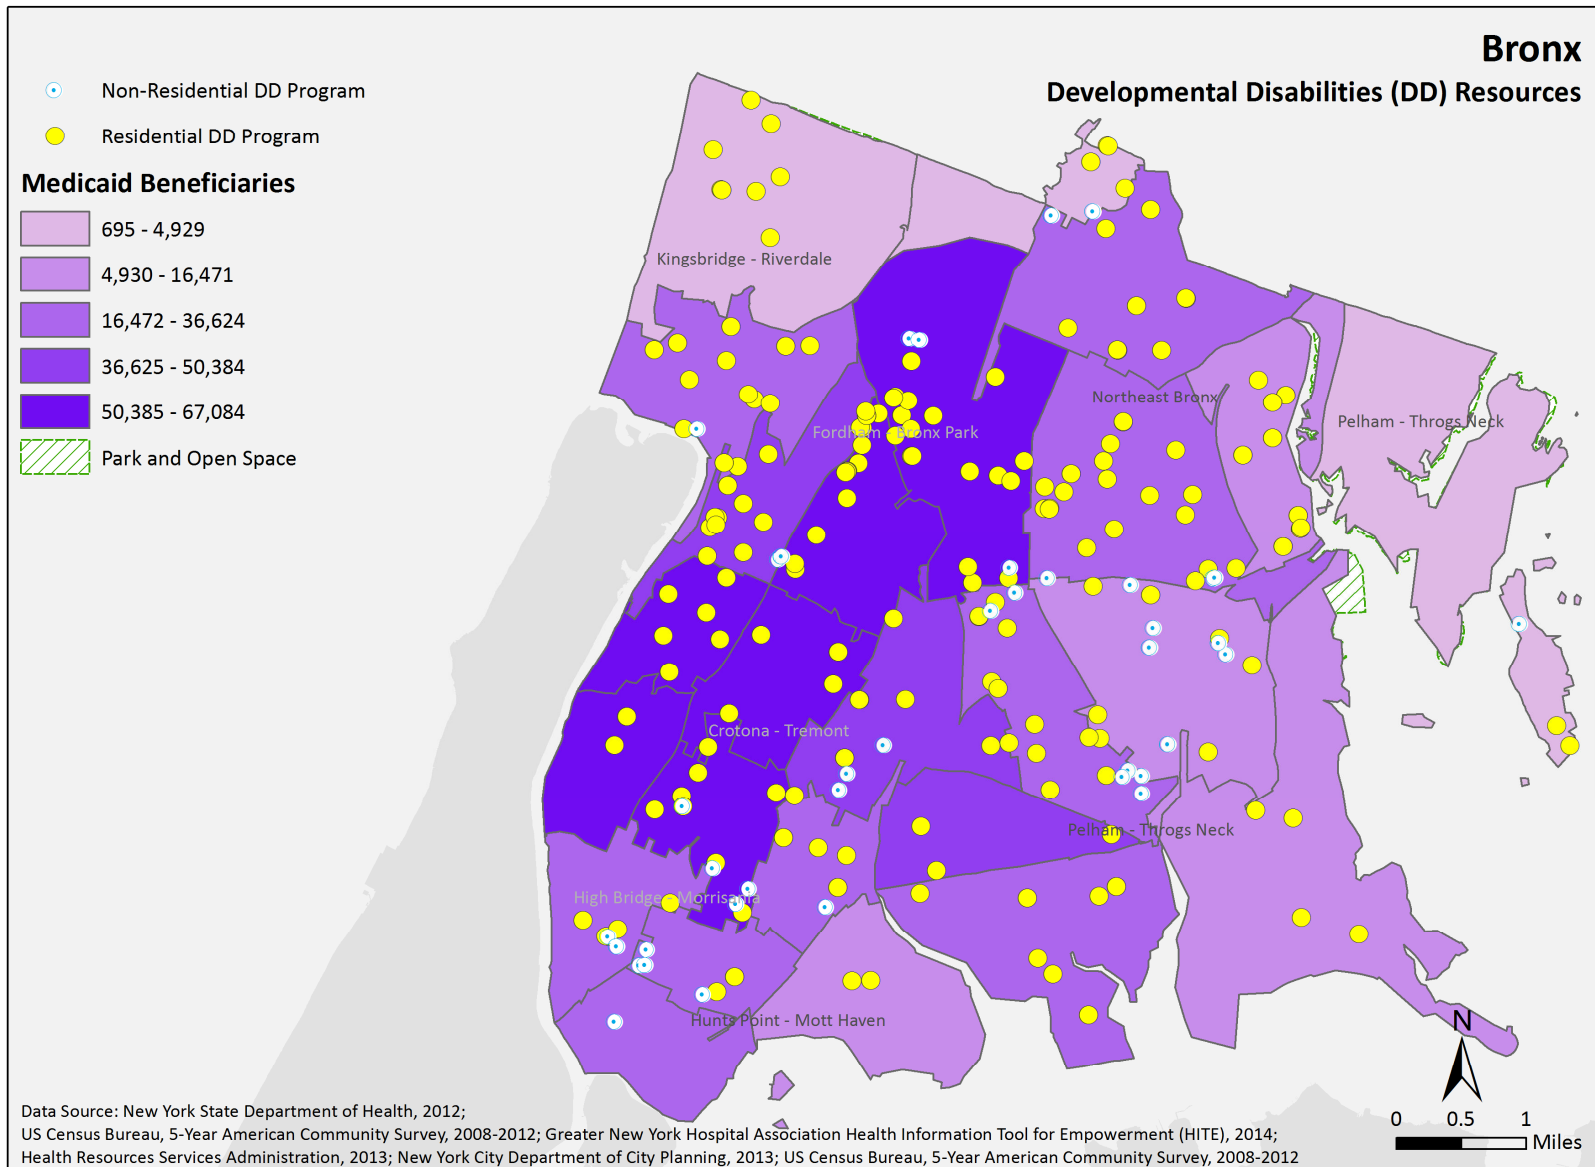 Bronx
Developmental Disabilities (DD) Resources
Non-Residential DD Program
Residential DD Program
Medicaid Beneficiaries
695 - 4,929
4,930 - 16,471
16,472 - 36,624
36,625 - 50,384
50,385 - 67,084
Park and Open Space
Kingsbridge - Riverdale
Northeast Bronx
Pelham - Throgs Neck
Fordham - Bronx Park
Crotona - Tremont
Pelham - Throgs Neck
High Bridge - Morrisania
Hunts Point - Mott Haven
N
0 0.5 1
Miles
Data Source: New York State Department of Health, 2012;
US Census Bureau, 5-Year American Community Survey, 2008-2012; Greater New York Hospital Association Health Information Tool for Empowerment (HITE), 2014;
Health Resources Services Administration, 2013; New York City Department of City Planning, 2013; US Census Bureau, 5-Year American Community Survey, 2008-2012